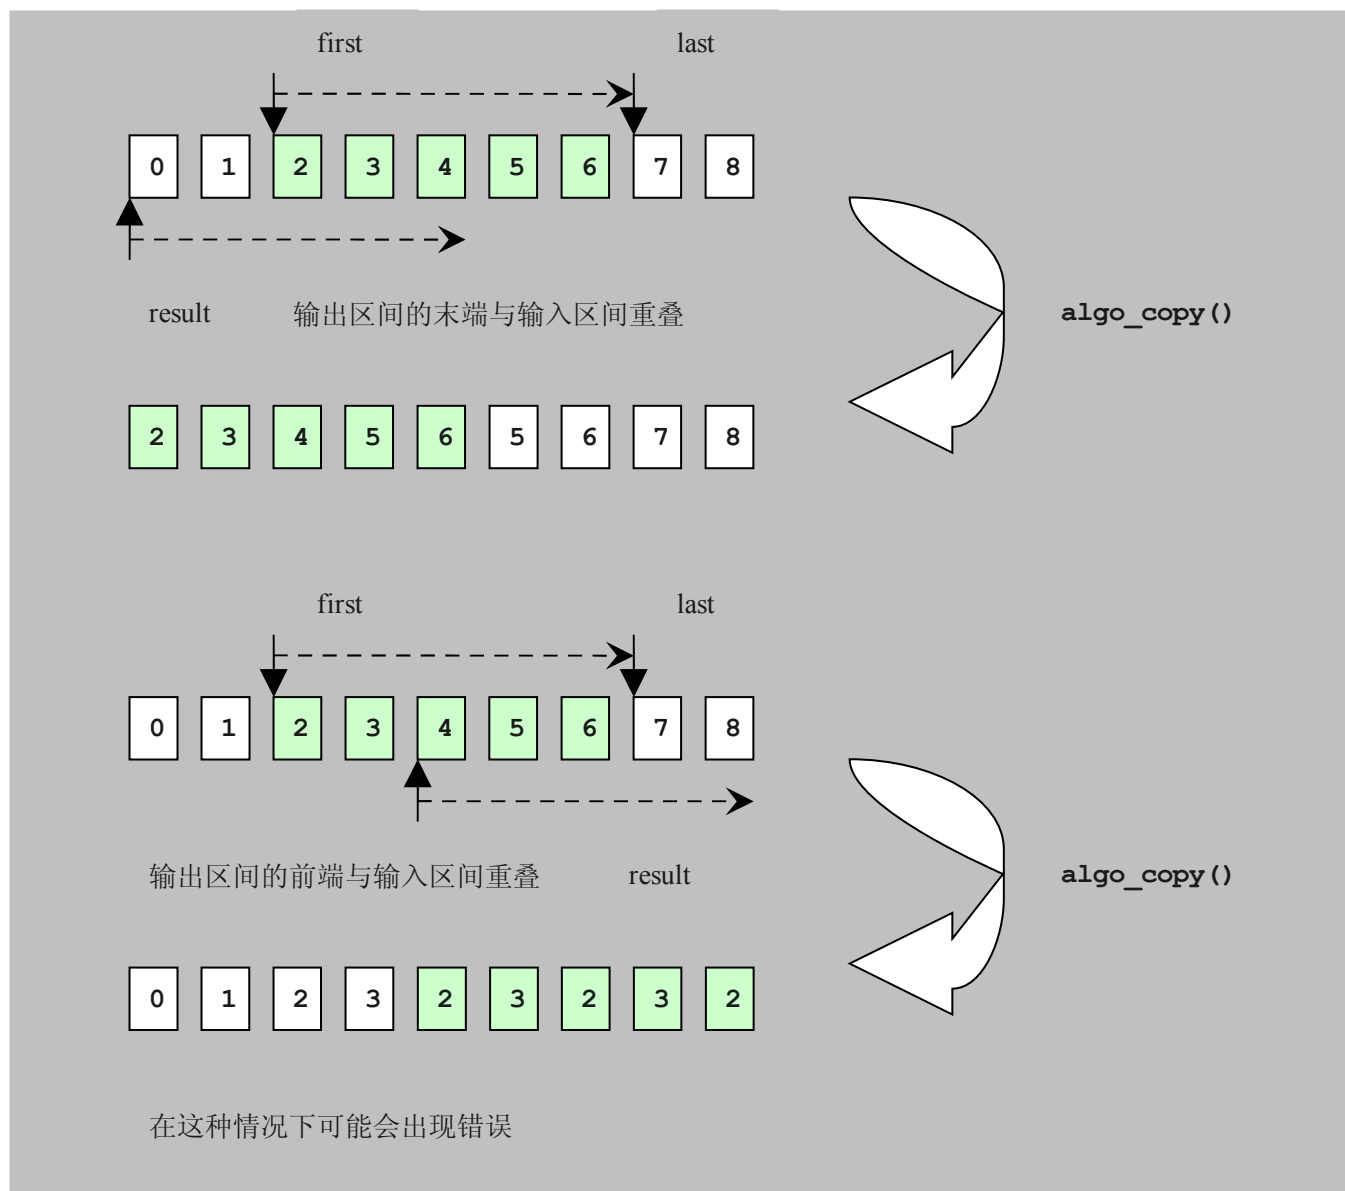 first last
0 1 2 3 4 5 6 7 8
result 输出区间的末端与输入区间重叠 algo_copy()
2 3 4 5 6 5 6 7 8
first last
0 1 2 3 4 5 6 7 8
输出区间的前端与输入区间重叠 result algo_copy()
0 1 2 3 2 3 2 3 2
在这种情况下可能会出现错误